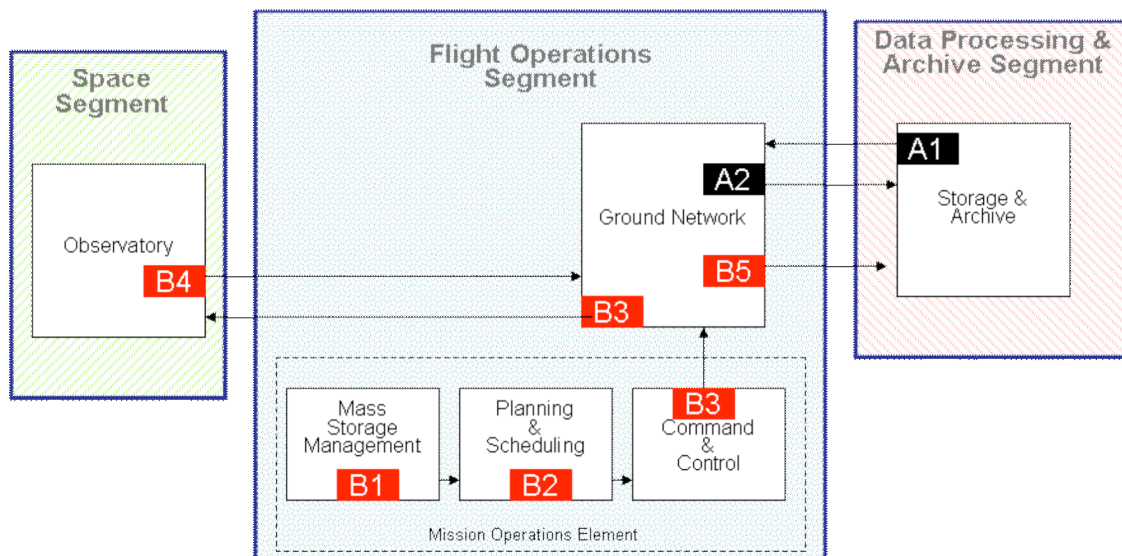 Space
Segment
Observatory
B4
Flight Operations
Segment
A2
Ground Network
B5
B3
Mass
Storage
Management
B1
Planning
&
Scheduling
B2
B3
Command
&
Control
Mission Operations Element
Data Processing &
Archive Segment
A1
Storage &
Archive